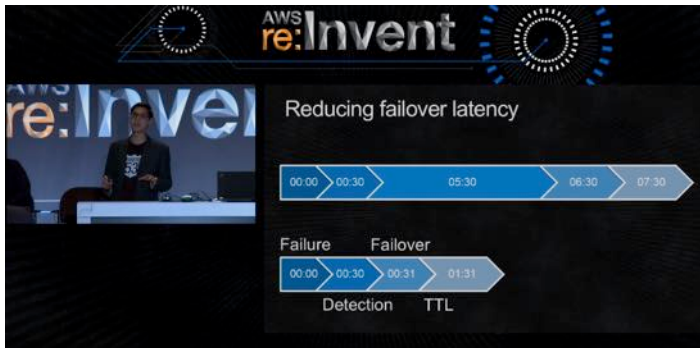 AWS
re:Invent
AWS
re:Inve
Reducing failover latency
00:00 00:30 05:30 06:30 07:30
Failure Failover
00:00 00:30 00:31 01:31
Detection TTL